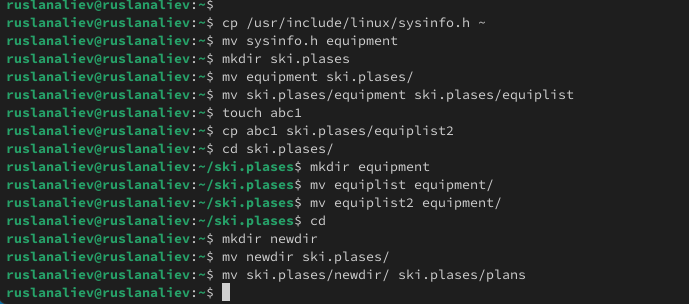 ruslanaliev@ruslanaliev:~$
ruslanaliev@ruslanaliev:~$ cp /usr/include/linux/sysinfo.h ~
ruslanaliev@ruslanaliev:~$ mv sysinfo.h equipment
ruslanaliev@ruslanaliev:~$ mkdir ski.plases
ruslanaliev@ruslanaliev:~$ mv equipment ski.plases/
ruslanaliev@ruslanaliev:~$ mv ski.plases/equipment ski.plases/equiplist
ruslanaliev@ruslanaliev:~$ touch abc1
ruslanaliev@ruslanaliev:~$ cp abc1 ski.plases/equiplist2
ruslanaliev@ruslanaliev:~$ cd ski.plases/
ruslanaliev@ruslanaliev:~/ski.plases$ mkdir equipment
ruslanaliev@ruslanaliev:~/ski.plases$ mv equiplist equipment/
ruslanaliev@ruslanaliev:~/ski.plases$ mv equiplist2 equipment/
ruslanaliev@ruslanaliev:~/ski.plases$ cd
ruslanaliev@ruslanaliev:~$ mkdir newdir
ruslanaliev@ruslanaliev:~$ mv newdir ski.plases/
ruslanaliev@ruslanaliev:~$ mv ski.plases/newdir/ ski.plases/plans
ruslanaliev@ruslanaliev:~$